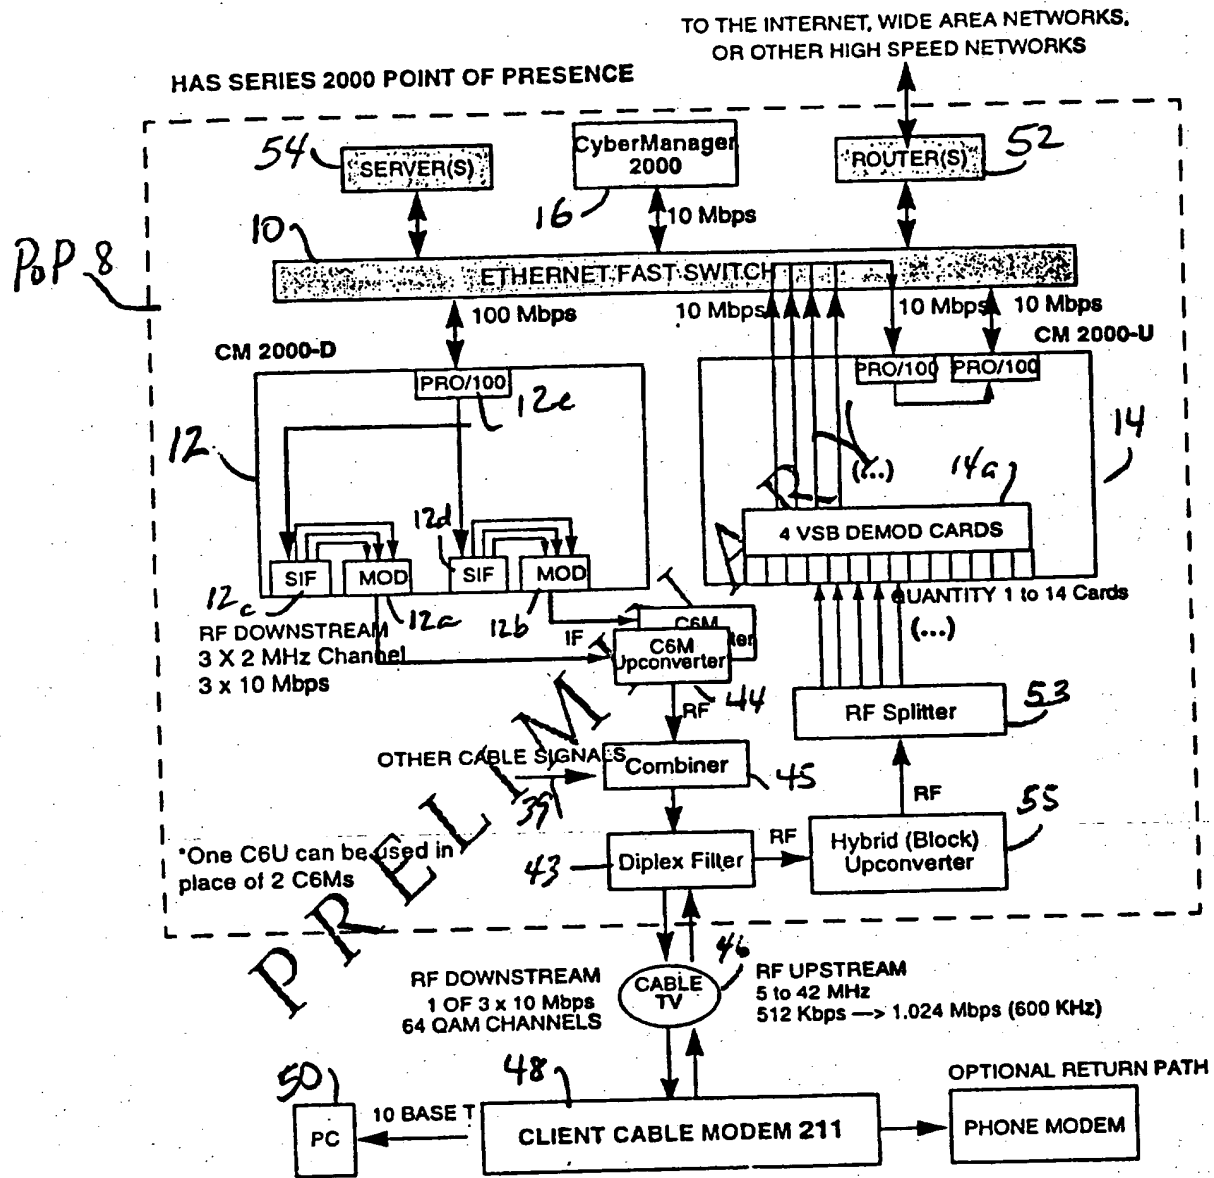 TO THE INTERNET, WIDE AREA NETWORKS,
OR OTHER HIGH SPEED NETWORKS
HAS SERIES 2000 POINT OF PRESENCE
54
SERVER(S)
CyberManager
2000
ROUTER(S)
52
16
10 Mbps
10
PoP 8
ETHERNET FAST SWITCH
100 Mbps
10 Mbps
10 Mbps
10 Mbps
CM 2000-D
CM 2000-U
PRO/100
12e
PRO/100
PRO/100
12
14
(...)
14a
12d
4 VSB DEMOD CARDS
SIF
MOD
SIF
MOD
12c
12a
12b
QUANTITY 1 to 14 Cards
(...)
RF DOWNSTREAM
3 X 2 MHz Channel
3 x 10 Mbps
IF
C6M
C6M
Upconverter
44
RF
RF Splitter
53
OTHER CABLE SIGNALS
39
Combiner
45
RF
55
*One C6U can be used in
place of 2 C6Ms
43
Diplex Filter
RF
Hybrid (Block)
Upconverter
PRELIM
A R Y
RF DOWNSTREAM
1 OF 3 x 10 Mbps
64 QAM CHANNELS
CABLE
TV
46
RF UPSTREAM
5 to 42 MHz
512 Kbps —> 1.024 Mbps (600 KHz)
50
PC
10 BASE T
48
CLIENT CABLE MODEM 211
OPTIONAL RETURN PATH
PHONE MODEM